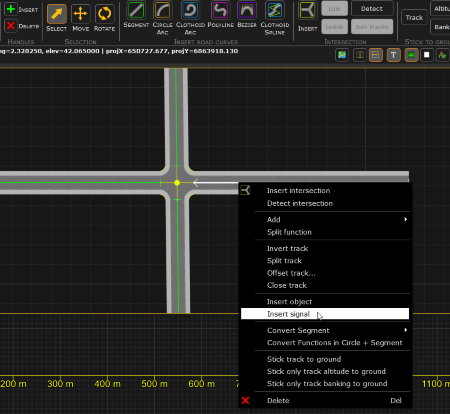 INSERT
DELETE
HANDLES
SELECT
MOVE
ROTATE
SELECTION
SEGMENT
CIRCLE ARC
CLOTHOID ARC
POLYLINE
BEZIER
CLOTHOID SPLINE
INSERT ROAD CURVES
INSERT
Link
Detect
Unlink
Join tracks
INTERSECTION
Track
Altitu
Bank
STICK TO GROUN
ng=2.328250, elev=42.065000 | projX=650727.677, projY=6863918.130
Insert intersection
Detect intersection
Add
Split function
Invert track
Split track
Offset track...
Close track
Insert object
Insert signal
Convert Segment
Convert Functions in Circle + Segment
Stick track to ground
Stick only track altitude to ground
Stick only track banking to ground
Delete Del
200 m 300 m 400 m 500 m 600 m 1100 m